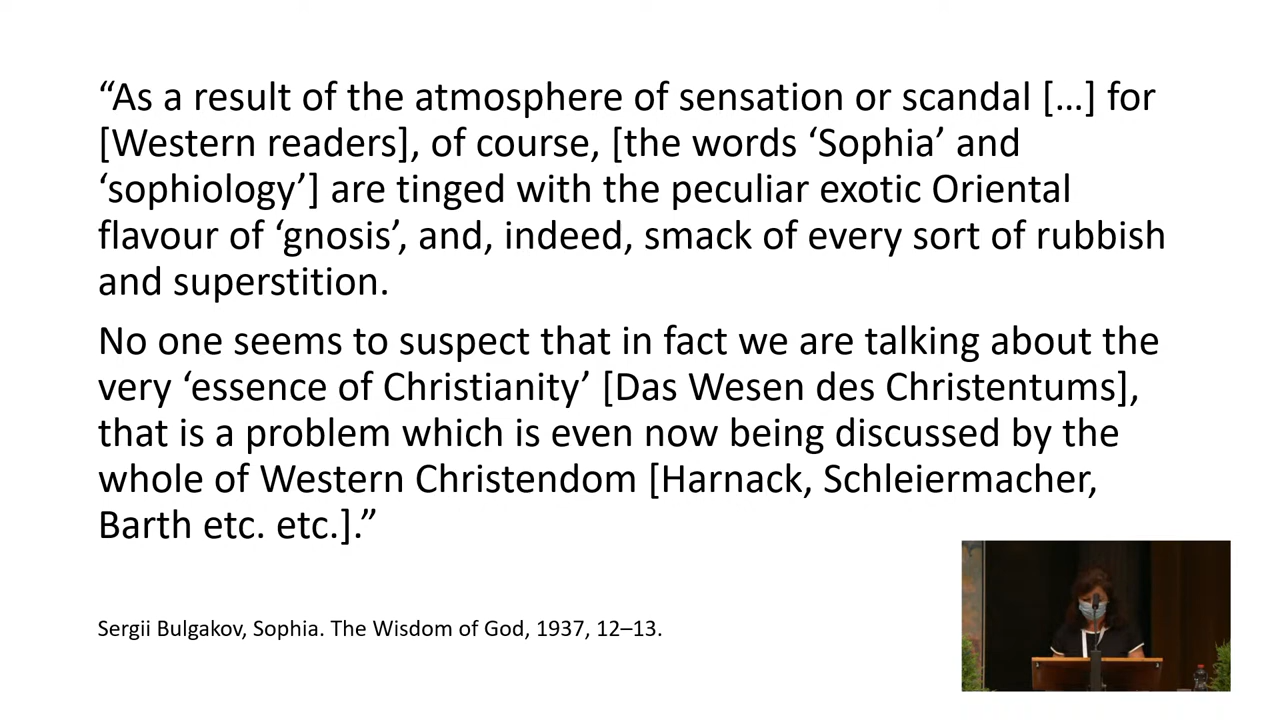 “As a result of the atmosphere of sensation or scandal [...] for
[Western readers], of course, [the words ‘Sophia’ and
‘sophiology’] are tinged with the peculiar exotic Oriental
flavour of ‘gnosis’, and, indeed, smack of every sort of rubbish
and superstition.
No one seems to suspect that in fact we are talking about the
very ‘essence of Christianity’ [Das Wesen des Christentums],
that is a problem which is even now being discussed by the
whole of Western Christendom [Harnack, Schleiermacher,
Barth etc. etc.].”
Sergii Bulgakov, Sophia. The Wisdom of God, 1937, 12–13.